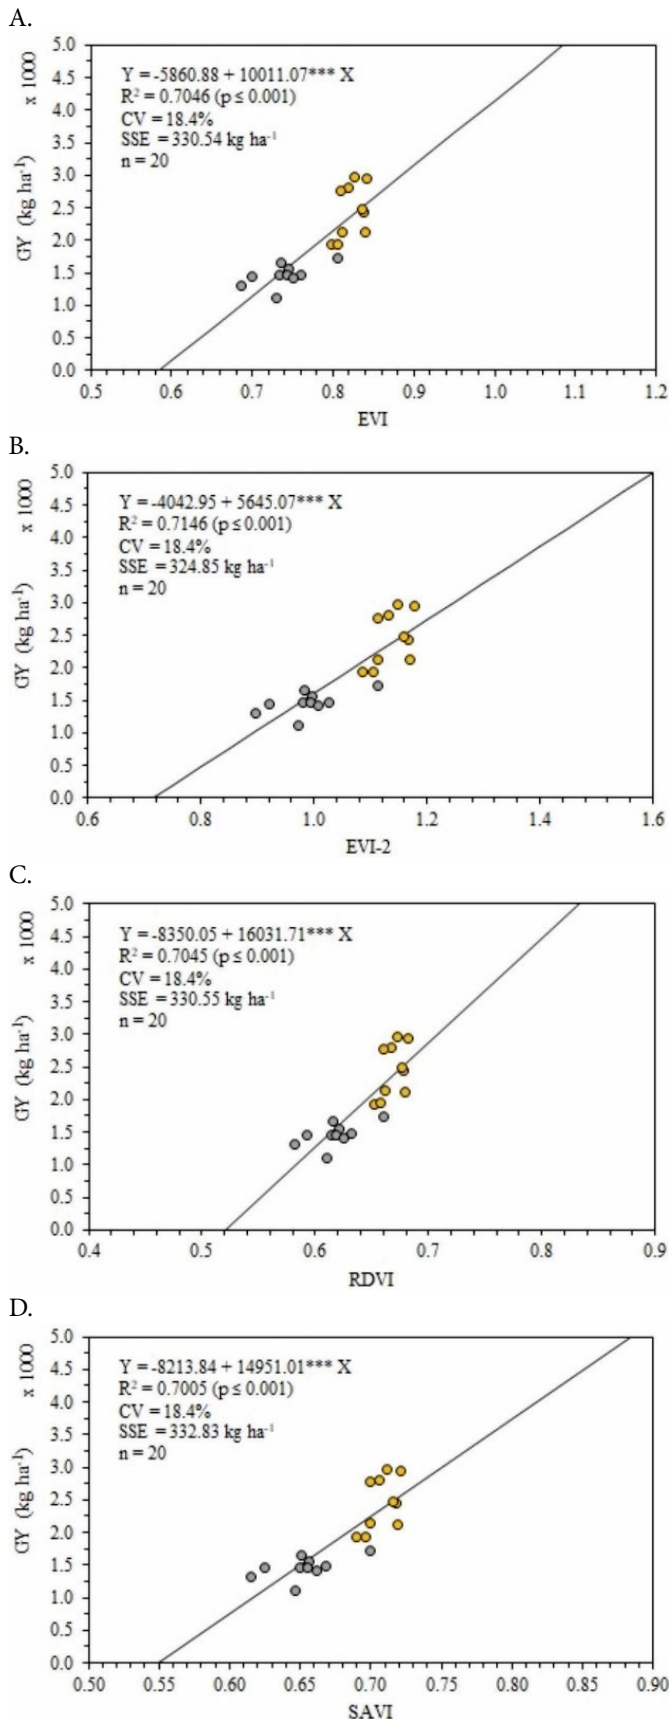 A.
x 1000
GY (kg ha⁻¹)
Y = -5860.88 + 10011.07*** X
R² = 0.7046 (p ≤ 0.001)
CV = 18.4%
SSE = 330.54 kg ha⁻¹
n = 20
5.0
4.5
4.0
3.5
3.0
2.5
2.0
1.5
1.0
0.5
0.0
0.5 0.6 0.7 0.8 0.9 1.0 1.1 1.2
EVI
B.
x 1000
GY (kg ha⁻¹)
Y = -4042.95 + 5645.07*** X
R² = 0.7146 (p ≤ 0.001)
CV = 18.4%
SSE = 324.85 kg ha⁻¹
n = 20
5.0
4.5
4.0
3.5
3.0
2.5
2.0
1.5
1.0
0.5
0.0
0.6 0.8 1.0 1.2 1.4 1.6
EVI-2
C.
x 1000
GY (kg ha⁻¹)
Y = -8350.05 + 16031.71*** X
R² = 0.7045 (p ≤ 0.001)
CV = 18.4%
SSE = 330.55 kg ha⁻¹
n = 20
5.0
4.5
4.0
3.5
3.0
2.5
2.0
1.5
1.0
0.5
0.0
0.4 0.5 0.6 0.7 0.8 0.9
RDVI
D.
x 1000
GY (kg ha⁻¹)
Y = -8213.84 + 14951.01*** X
R² = 0.7005 (p ≤ 0.001)
CV = 18.4%
SSE = 332.83 kg ha⁻¹
n = 20
5.0
4.5
4.0
3.5
3.0
2.5
2.0
1.5
1.0
0.5
0.0
0.50 0.55 0.60 0.65 0.70 0.75 0.80 0.85 0.90
SAVI